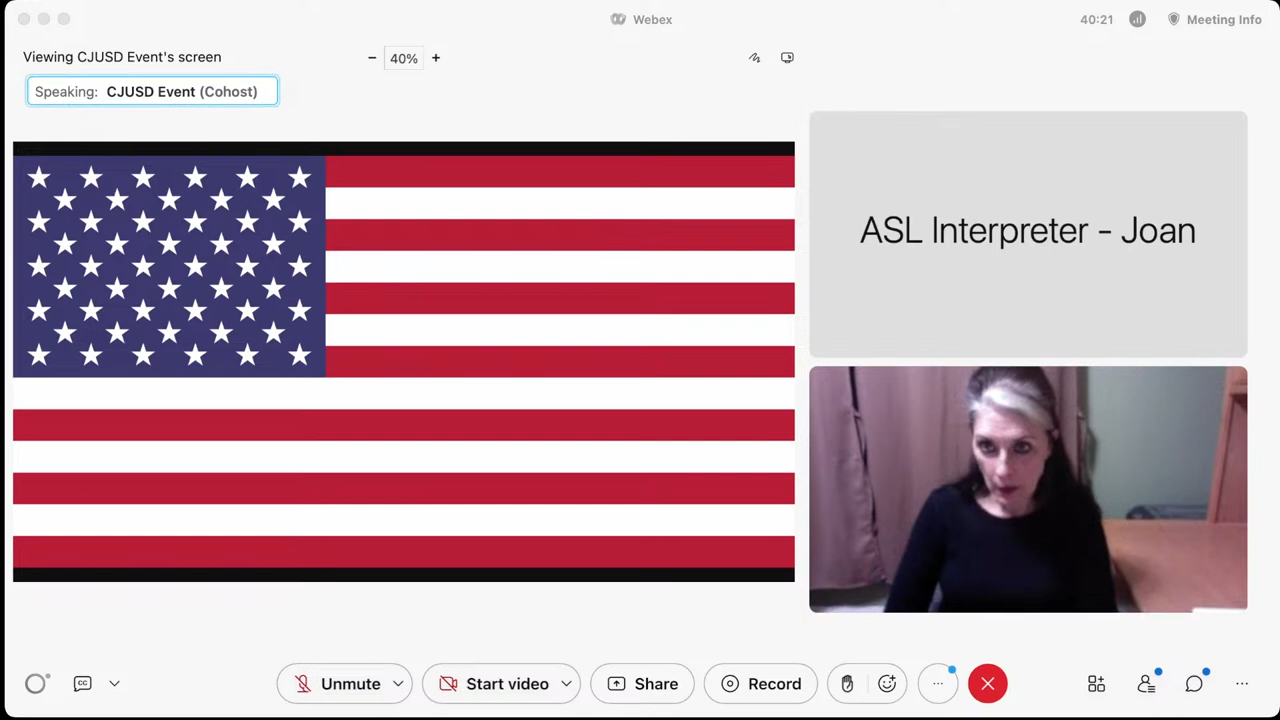 Webex
40:21
Meeting Info
Viewing CJUSD Event's screen
− 40% +
Speaking: CJUSD Event (Cohost)
ASL Interpreter - Joan
CC
Unmute
Start video
Share
Record